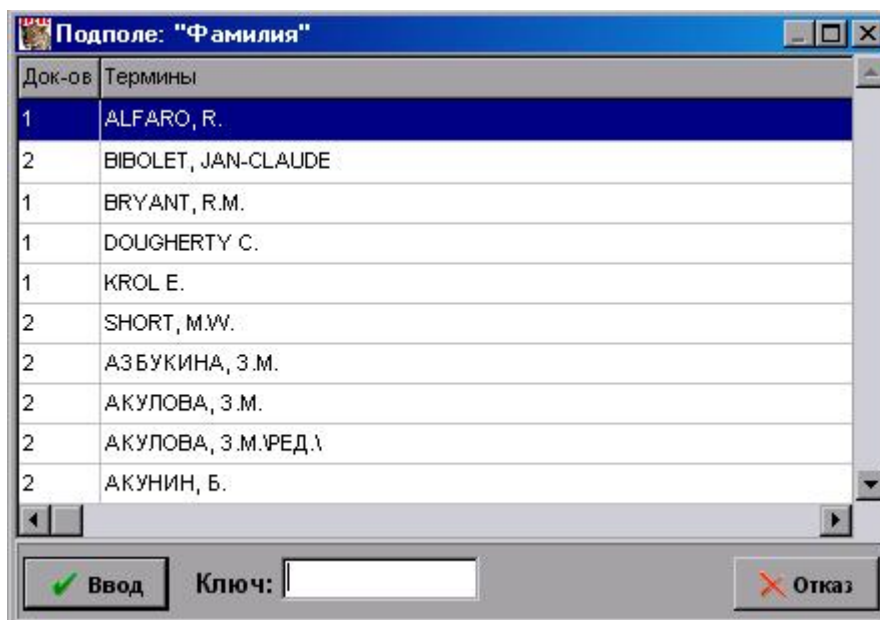 Подполе: "Фамилия"
Док-ов Термины
1 ALFARO, R.
2 BIBOLET, JAN-CLAUDE
1 BRYANT, R.M.
1 DOUGHERTY C.
1 KROL E.
2 SHORT, M.W.
2 АЗБУКИНА, З.М.
2 АКУЛОВА, З.М.
2 АКУЛОВА, З.М.\РЕД.\
2 АКУНИН, Б.
Ввод Ключ: Отказ